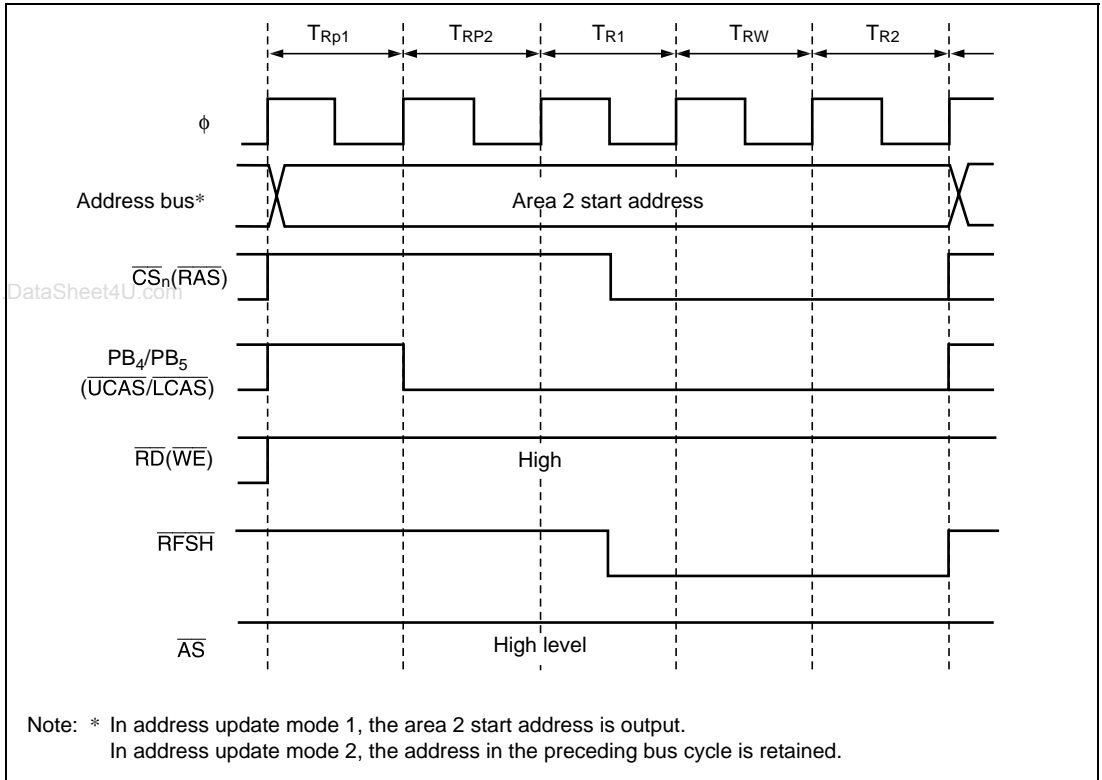 TRp1 TRP2 TR1 TRW TR2
ϕ
Address bus*
Area 2 start address
CSn(RAS)
.DataSheet4U.com
PB4/PB5
(UCAS/LCAS)
RD(WE)
High
RFSH
AS
High level
Note: * In address update mode 1, the area 2 start address is output.
In address update mode 2, the address in the preceding bus cycle is retained.